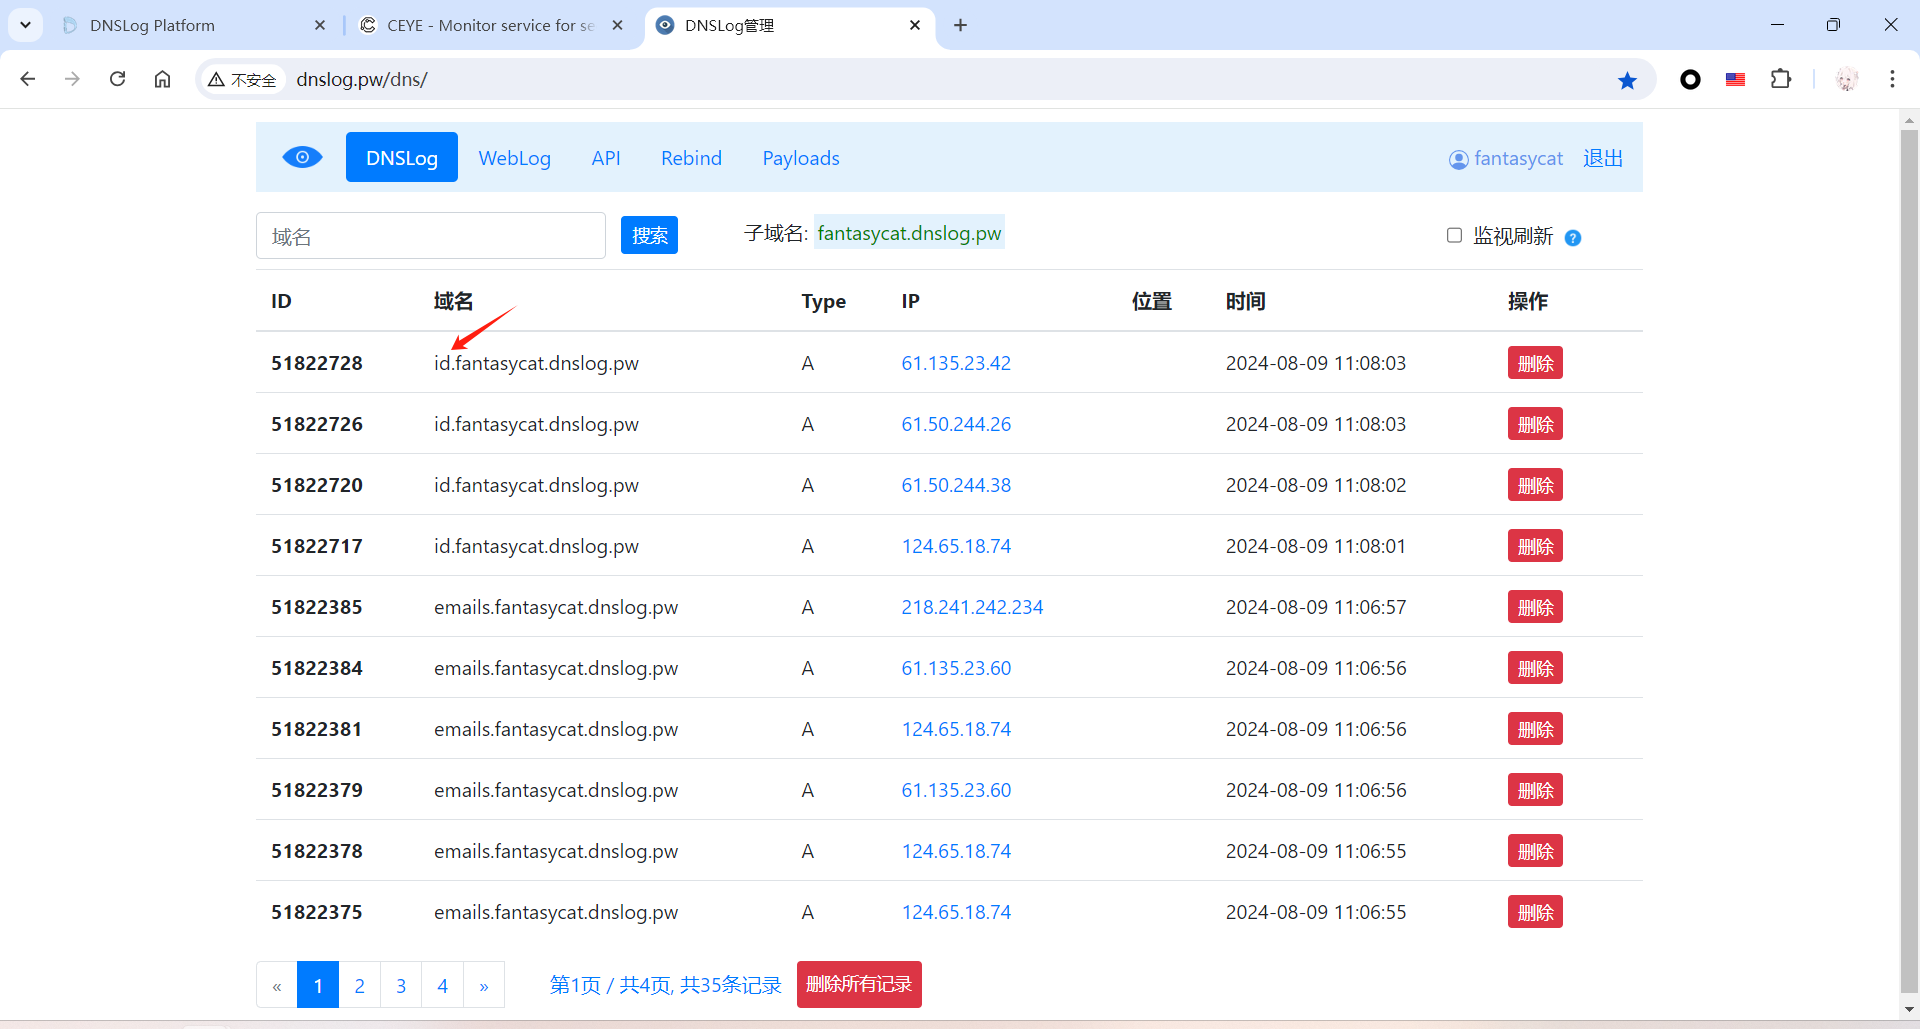 DNSLog Platform
CEYE - Monitor service for se
DNSLog管理
不安全 dnslog.pw/dns/
DNSLog WebLog API Rebind Payloads fantasycat 退出
域名 搜索 子域名: fantasycat.dnslog.pw 监视刷新 ?
ID 域名 Type IP 位置 时间 操作
51822728 id.fantasycat.dnslog.pw A 61.135.23.42 2024-08-09 11:08:03 删除
51822726 id.fantasycat.dnslog.pw A 61.50.244.26 2024-08-09 11:08:03 删除
51822720 id.fantasycat.dnslog.pw A 61.50.244.38 2024-08-09 11:08:02 删除
51822717 id.fantasycat.dnslog.pw A 124.65.18.74 2024-08-09 11:08:01 删除
51822385 emails.fantasycat.dnslog.pw A 218.241.242.234 2024-08-09 11:06:57 删除
51822384 emails.fantasycat.dnslog.pw A 61.135.23.60 2024-08-09 11:06:56 删除
51822381 emails.fantasycat.dnslog.pw A 124.65.18.74 2024-08-09 11:06:56 删除
51822379 emails.fantasycat.dnslog.pw A 61.135.23.60 2024-08-09 11:06:56 删除
51822378 emails.fantasycat.dnslog.pw A 124.65.18.74 2024-08-09 11:06:55 删除
51822375 emails.fantasycat.dnslog.pw A 124.65.18.74 2024-08-09 11:06:55 删除
« 1 2 3 4 » 第1页 / 共4页, 共35条记录 删除所有记录